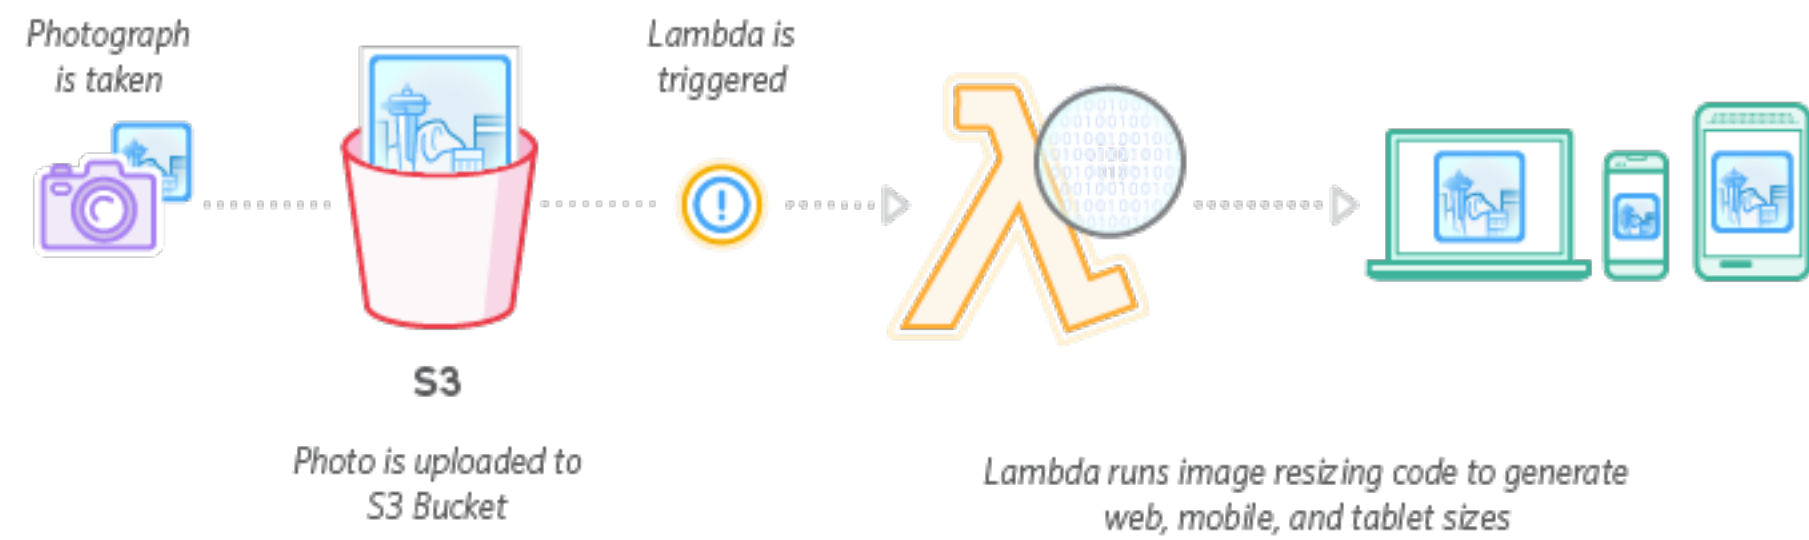 Photograph
is taken
Lambda is
triggered
S3
Photo is uploaded to
S3 Bucket
Lambda runs image resizing code to generate
web, mobile, and tablet sizes